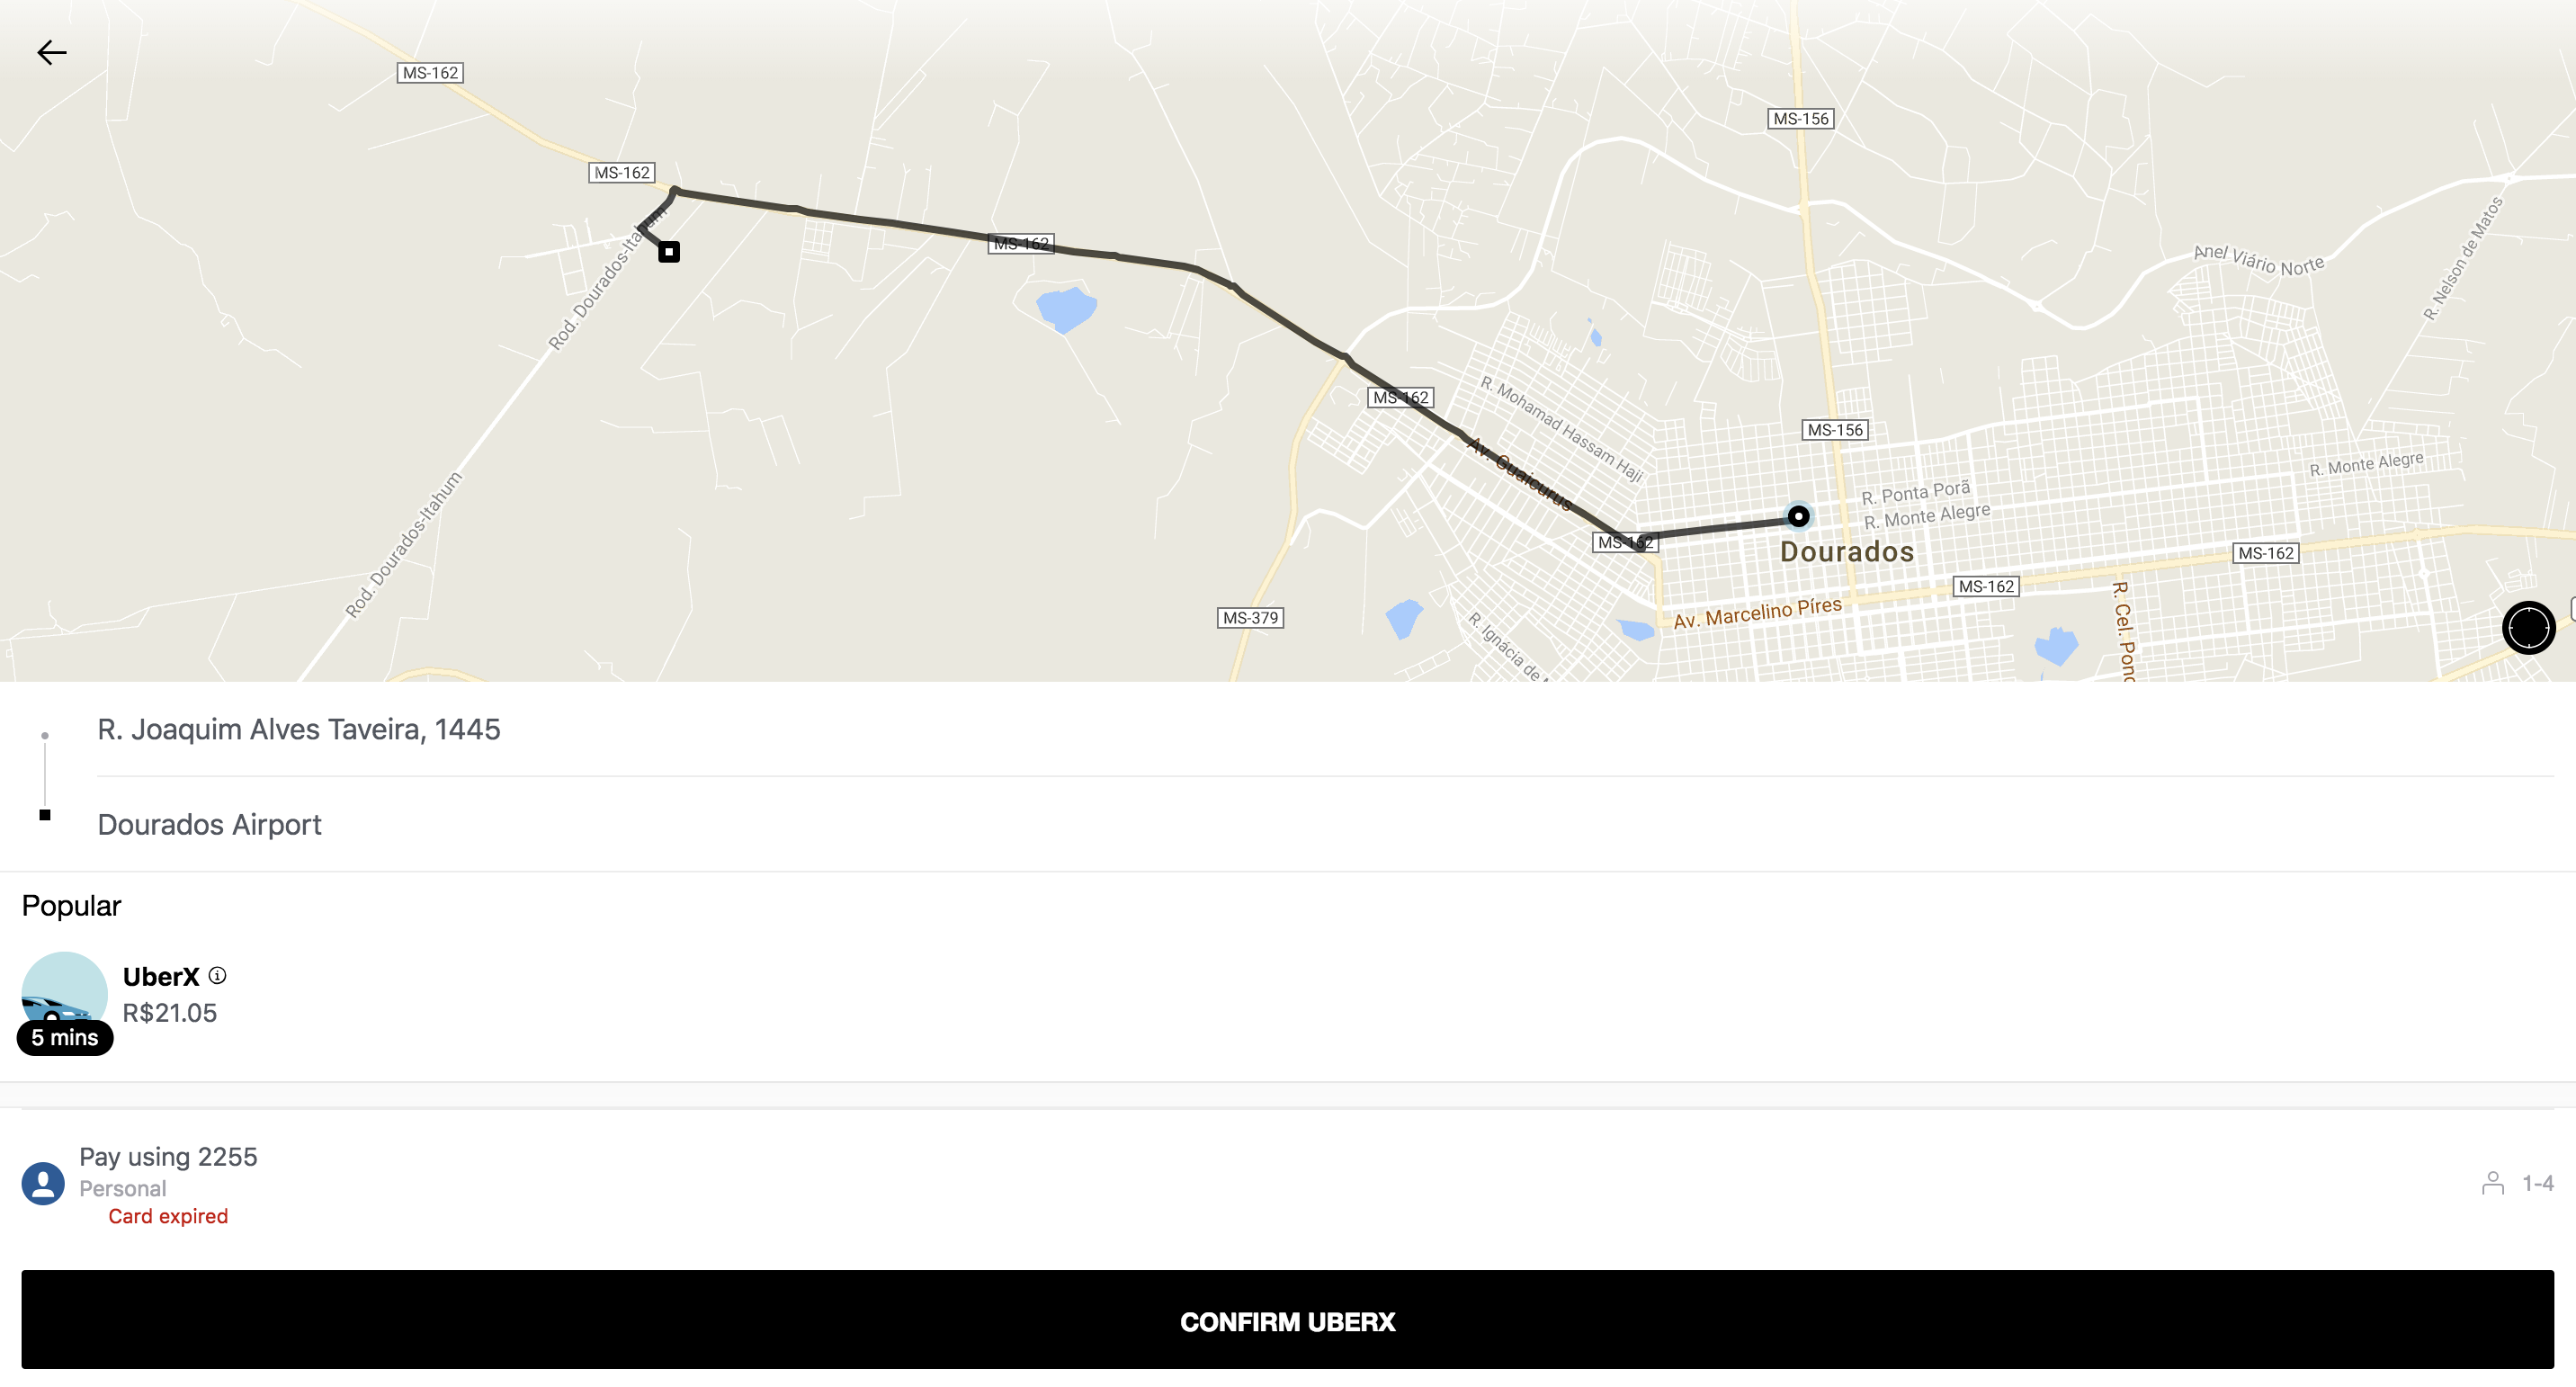 MS-162
MS-156
MS-162
Rod. Dourados-Itahum
MS-162
Anel Viário Norte
R. Nelson de Matos
MS-162
R. Mohamad Hassam Haji
MS-156
Av. Guaicurus
R. Monte Alegre
R. Ponta Porã
R. Monte Alegre
Rod. Dourados-Itahum
MS-162
Dourados
MS-162
MS-162
Av. Marcelino Píres
MS-379
R. Ignácia de
R. Cel. Ponc
R. Joaquim Alves Taveira, 1445
Dourados Airport
Popular
UberX
R$21.05
5 mins
Pay using 2255
Personal
Card expired
1-4
CONFIRM UBERX